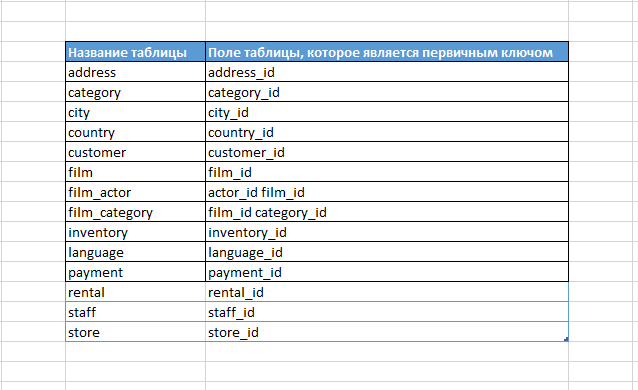 Название таблицы Поле таблицы, которое является первичным ключом
address address_id
category category_id
city city_id
country country_id
customer customer_id
film film_id
film_actor actor_id film_id
film_category film_id category_id
inventory inventory_id
language language_id
payment payment_id
rental rental_id
staff staff_id
store store_id